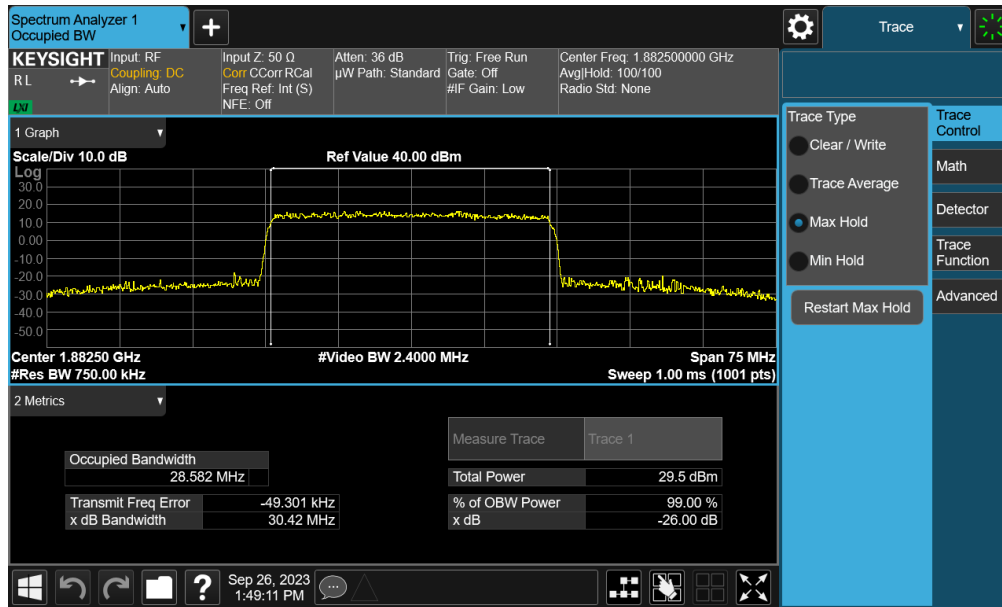 Spectrum Analyzer 1
Occupied BW
+
Trace
KEYSIGHT
R L
LXI
Input: RF
Coupling: DC
Align: Auto
Input Z: 50 Ω
Corr CCorr RCal
Freq Ref: Int (S)
NFE: Off
Atten: 36 dB
µW Path: Standard
Trig: Free Run
Gate: Off
#IF Gain: Low
Center Freq: 1.882500000 GHz
Avg|Hold: 100/100
Radio Std: None
1 Graph
Scale/Div 10.0 dB
Ref Value 40.00 dBm
Log
30.0
20.0
10.0
0.00
-10.0
-20.0
-30.0
-40.0
-50.0
Center 1.88250 GHz
#Video BW 2.4000 MHz
Span 75 MHz
#Res BW 750.00 kHz
Sweep 1.00 ms (1001 pts)
2 Metrics
Measure Trace
Trace 1
Occupied Bandwidth
28.582 MHz
Total Power
29.5 dBm
Transmit Freq Error
-49.301 kHz
% of OBW Power
99.00 %
x dB Bandwidth
30.42 MHz
x dB
-26.00 dB
Trace Type
Clear / Write
Trace Average
Max Hold
Min Hold
Restart Max Hold
Trace
Control
Math
Detector
Trace
Function
Advanced
?
Sep 26, 2023
1:49:11 PM